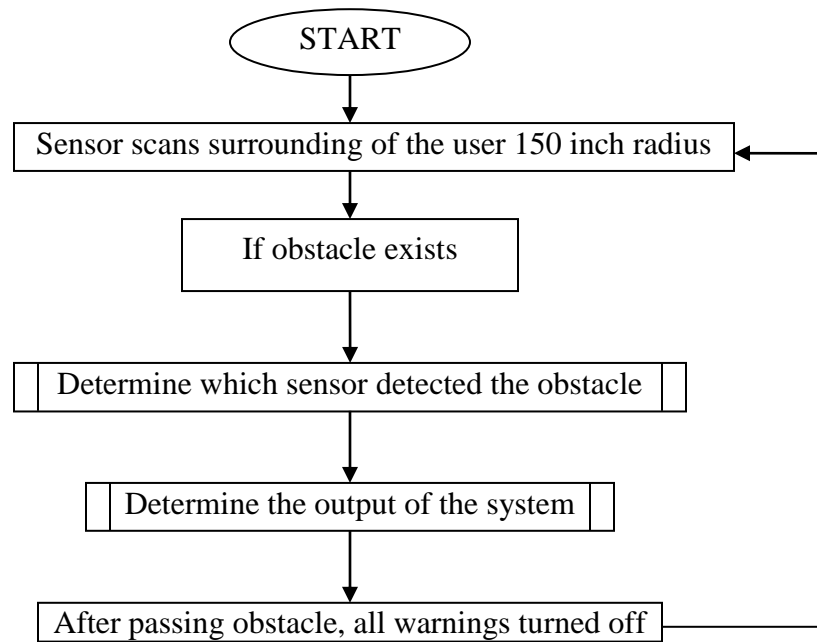 START
Sensor scans surrounding of the user 150 inch radius
If obstacle exists
Determine which sensor detected the obstacle
Determine the output of the system
After passing obstacle, all warnings turned off